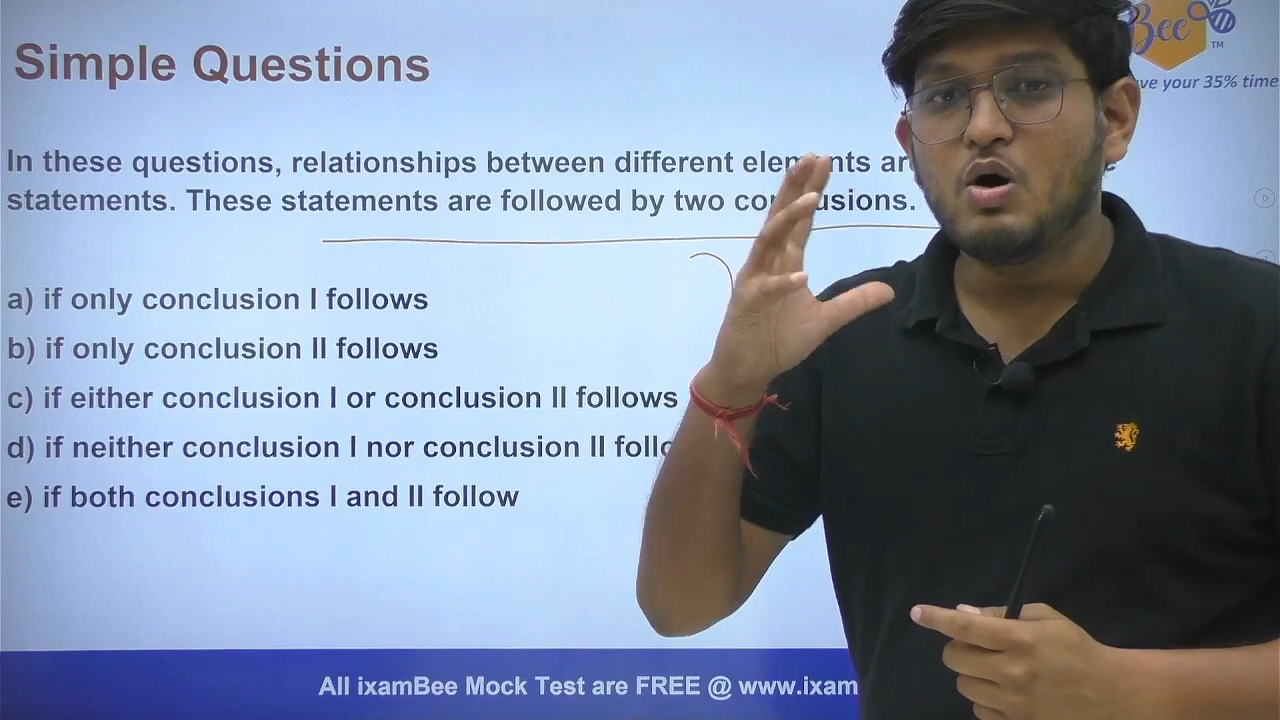 Simple Questions
Bee
TM
ve your 35% time
In these questions, relationships between different elements
statements. These statements are followed by two conclusions.
a) if only conclusion I follows
b) if only conclusion II follows
c) if either conclusion I or conclusion II follows
d) if neither conclusion I nor conclusion II follo
e) if both conclusions I and II follow
All ixamBee Mock Test are FREE @ www.ixam